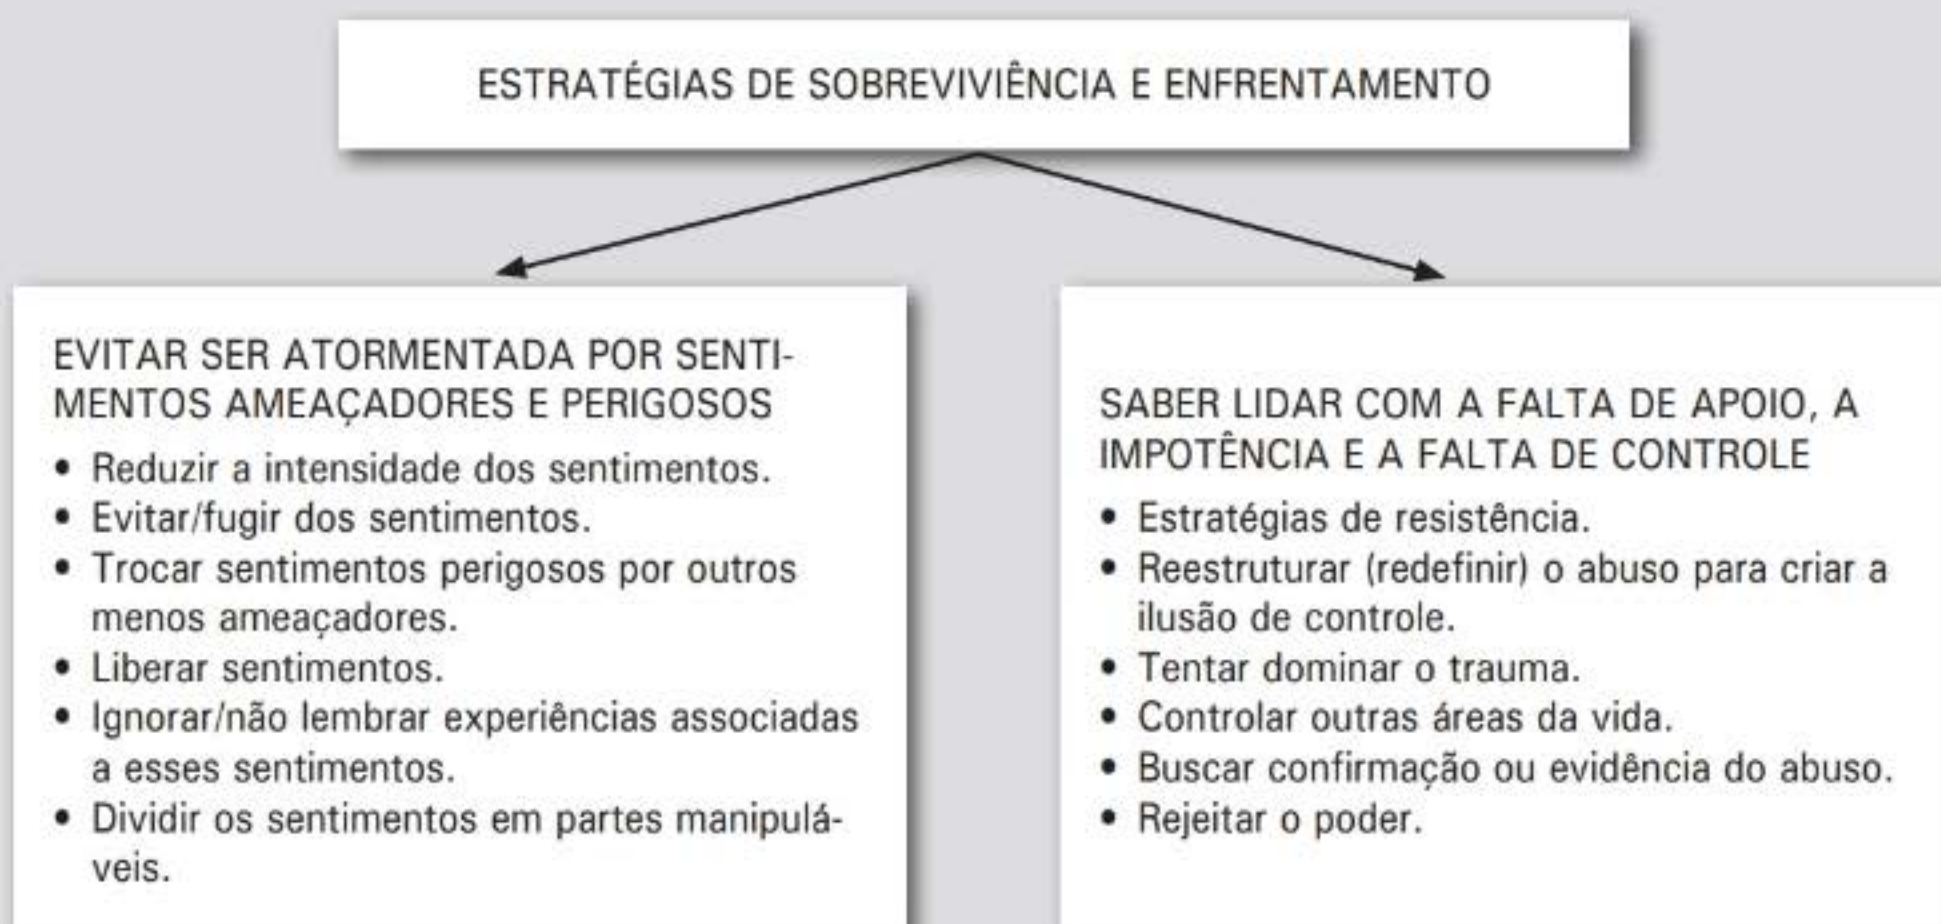 ESTRATÉGIAS DE SOBREVIVIÊNCIA E ENFRENTAMENTO
EVITAR SER ATORMENTADA POR SENTI-
MENTOS AMEAÇADORES E PERIGOSOS
• Reduzir a intensidade dos sentimentos.
• Evitar/fugir dos sentimentos.
• Trocar sentimentos perigosos por outros
menos ameaçadores.
• Liberar sentimentos.
• Ignorar/não lembrar experiências associadas
a esses sentimentos.
• Dividir os sentimentos em partes manipulá-
veis.
SABER LIDAR COM A FALTA DE APOIO, A
IMPOTÊNCIA E A FALTA DE CONTROLE
• Estratégias de resistência.
• Reestruturar (redefinir) o abuso para criar a
ilusão de controle.
• Tentar dominar o trauma.
• Controlar outras áreas da vida.
• Buscar confirmação ou evidência do abuso.
• Rejeitar o poder.